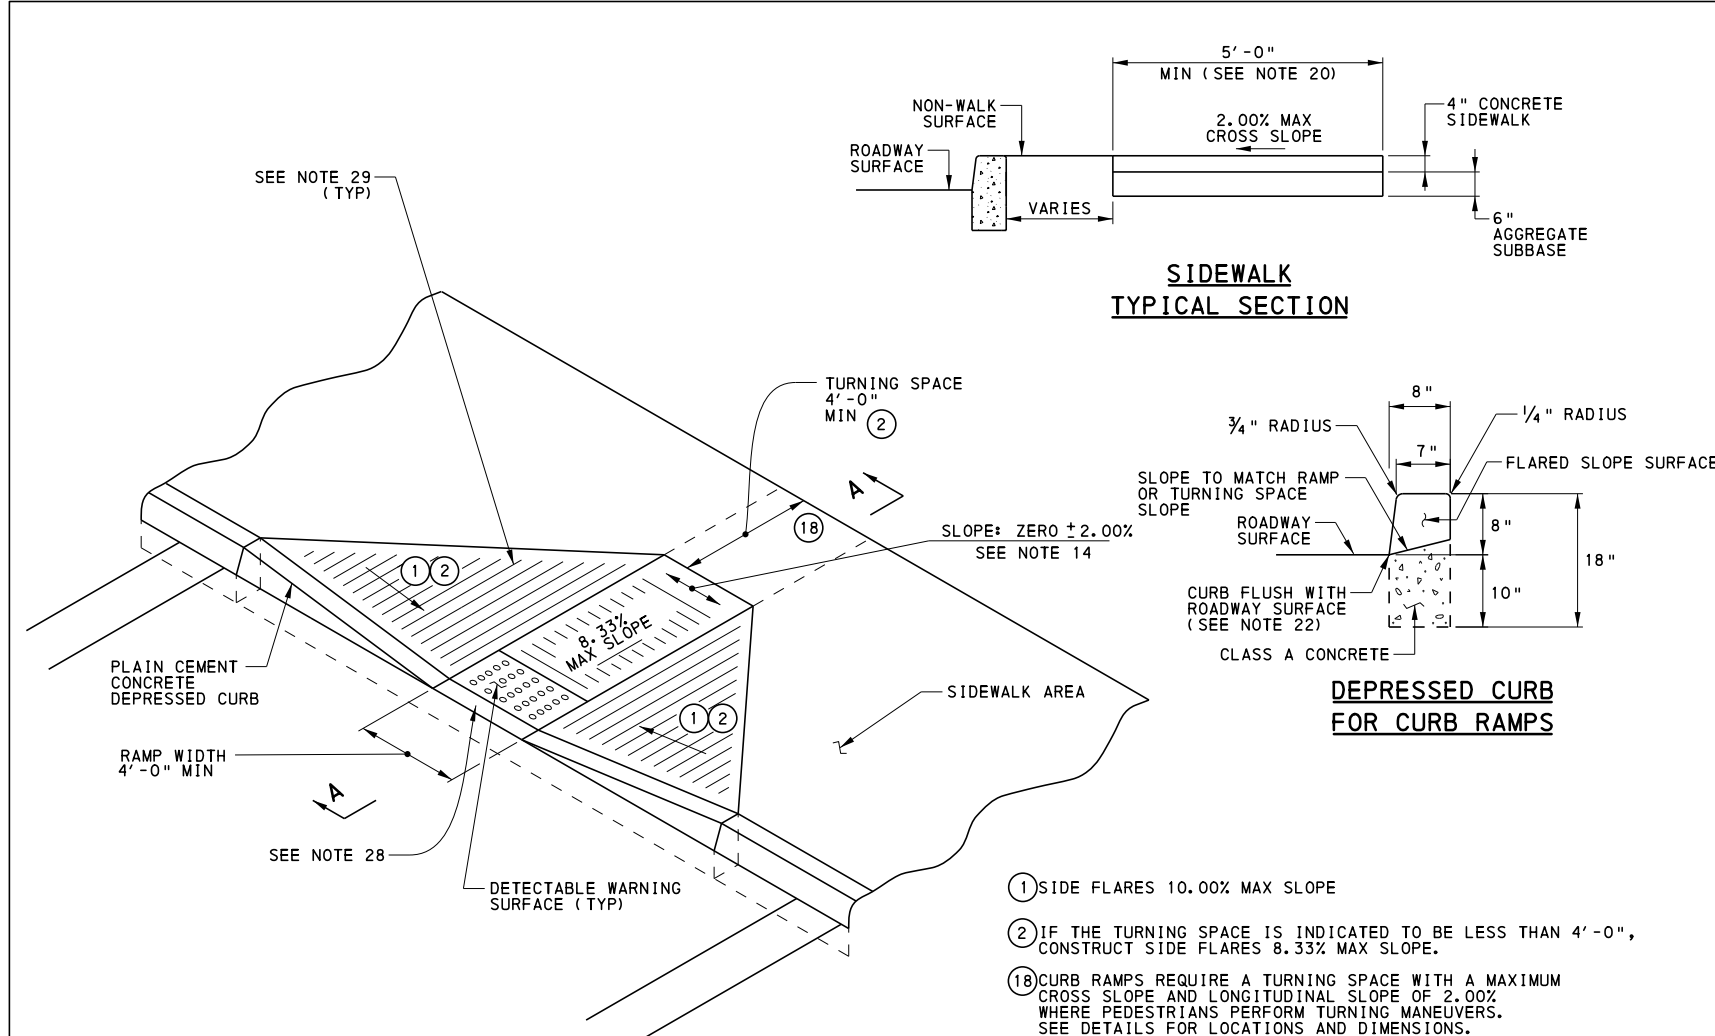 5'-0"
MIN (SEE NOTE 20)
NON-WALK
SURFACE
2.00% MAX
CROSS SLOPE
4" CONCRETE
SIDEWALK
ROADWAY
SURFACE
VARIES
6"
AGGREGATE
SUBBASE
SIDEWALK
TYPICAL SECTION
SEE NOTE 29
(TYP)
TURNING SPACE
4'-0"
MIN 2
A
18
SLOPE: ZERO ±2.00%
SEE NOTE 14
1 2
8.33%
MAX SLOPE
PLAIN CEMENT
CONCRETE
DEPRESSED CURB
1 2
SIDEWALK AREA
RAMP WIDTH
4'-0" MIN
A
SEE NOTE 28
DETECTABLE WARNING
SURFACE (TYP)
8"
3/4" RADIUS
1/4" RADIUS
7"
FLARED SLOPE SURFACE
SLOPE TO MATCH RAMP
OR TURNING SPACE
SLOPE
ROADWAY
SURFACE
8"
18"
10"
CURB FLUSH WITH
ROADWAY SURFACE
(SEE NOTE 22)
CLASS A CONCRETE
DEPRESSED CURB
FOR CURB RAMPS
1 SIDE FLARES 10.00% MAX SLOPE
2 IF THE TURNING SPACE IS INDICATED TO BE LESS THAN 4'-0",
CONSTRUCT SIDE FLARES 8.33% MAX SLOPE.
18 CURB RAMPS REQUIRE A TURNING SPACE WITH A MAXIMUM
CROSS SLOPE AND LONGITUDINAL SLOPE OF 2.00%
WHERE PEDESTRIANS PERFORM TURNING MANEUVERS.
SEE DETAILS FOR LOCATIONS AND DIMENSIONS.